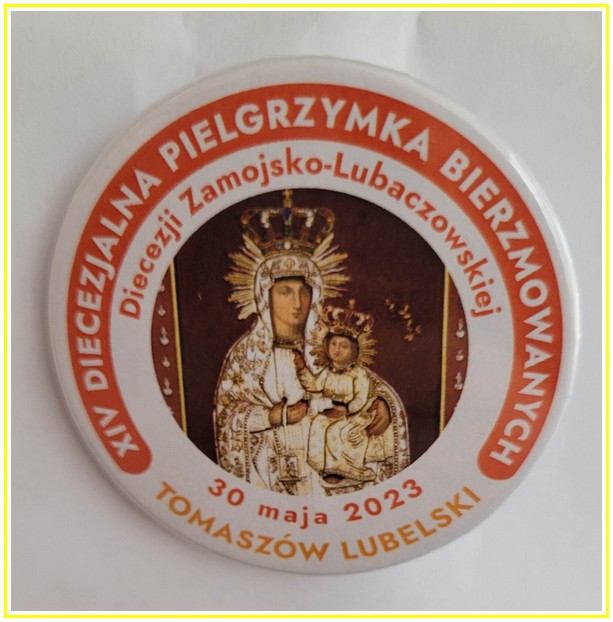 XIV DIECEZJALNA PIELGRZYMKA BIERZMOWANYCH
Diecezji Zamojsko-Lubaczowskiej
30 maja 2023
TOMASZÓW LUBELSKI